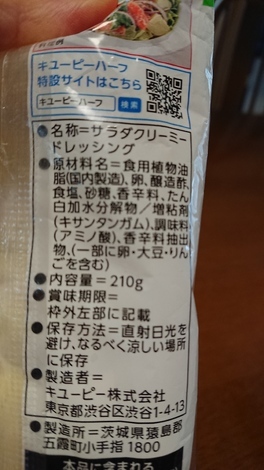 キユーピーハーフ
特設サイトはこちら
キユーピーハーフ 検索
●名称=サラダクリーミー
ドレッシング
●原材料名=食用植物油
脂(国内製造)、卵、醸造酢、
食塩、砂糖、香辛料、たん
白加水分解物/増粘剤
(キサンタンガム)、調味料
(アミノ酸)、香辛料抽出
物、(一部に卵・大豆・りん
ごを含む)
●内容量=210g
●賞味期限=
枠外左部に記載
●保存方法=直射日光を
避け、なるべく涼しい場所
に保存
●製造者=
キユーピー株式会社
東京都渋谷区渋谷1-4-13
●製造所=茨城県猿島郡
五霞町小手指1800
本品に含まれる